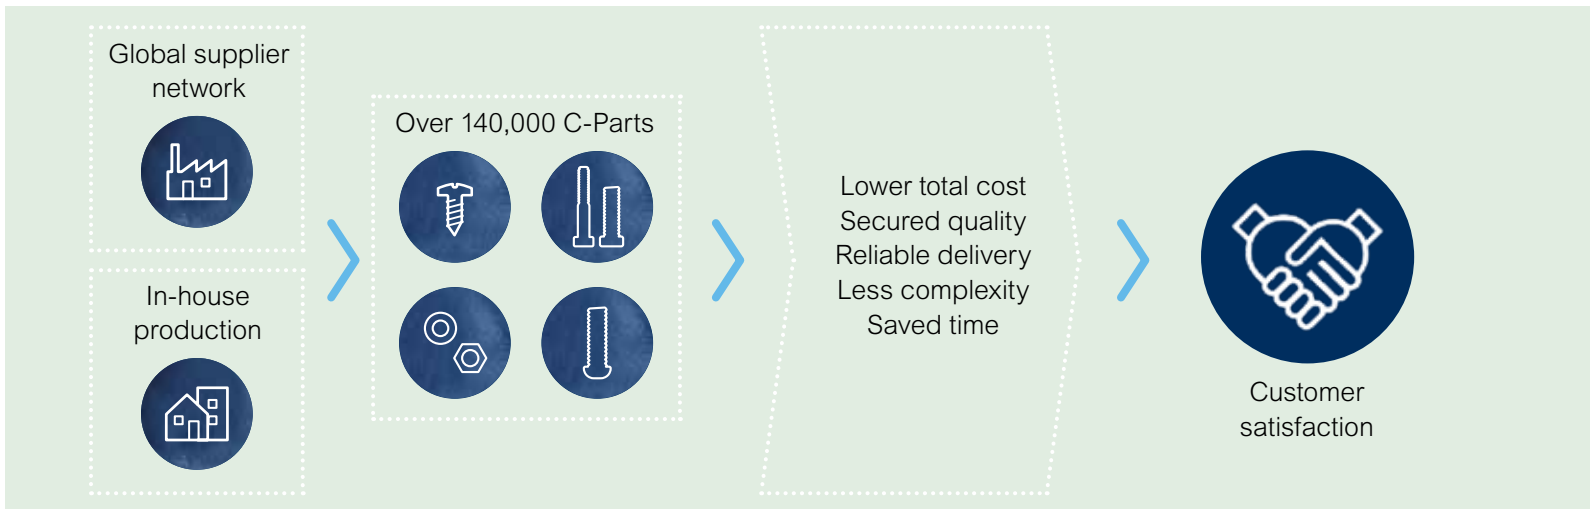 Global supplier
network
In-house
production
Over 140,000 C-Parts
Lower total cost
Secured quality
Reliable delivery
Less complexity
Saved time
Customer
satisfaction